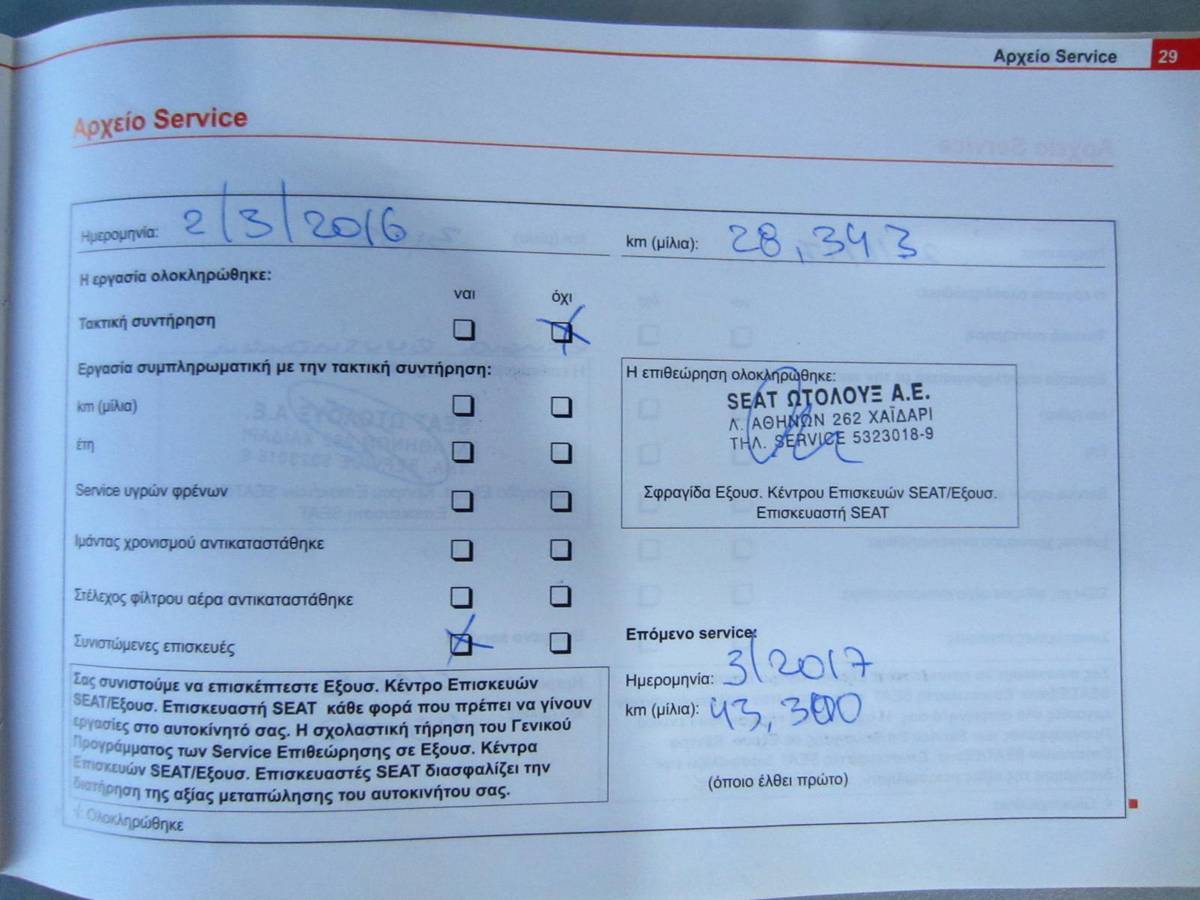 Αρχείο Service 29
Αρχείο Service
Ημερομηνία: 2/3/2016
km (μίλια): 28,343
Η εργασία ολοκληρώθηκε:
ναι όχι
Τακτική συντήρηση
Εργασία συμπληρωματική με την τακτική συντήρηση:
km (μίλια)
έτη
Service υγρών φρένων
Ιμάντας χρονισμού αντικαταστάθηκε
Στέλεχος φίλτρου αέρα αντικαταστάθηκε
Συνιστώμενες επισκευές
Σας συνιστούμε να επισκέπτεστε Εξουσ. Κέντρο Επισκευών
SEAT/Εξουσ. Επισκευαστή SEAT κάθε φορά που πρέπει να γίνουν
εργασίες στο αυτοκίνητό σας. Η σχολαστική τήρηση του Γενικού
Προγράμματος των Service Επιθεώρησης σε Εξουσ. Κέντρα
Επισκευών SEAT/Εξουσ. Επισκευαστές SEAT διασφαλίζει την
διατήρηση της αξίας μεταπώλησης του αυτοκινήτου σας.
Ολοκληρώθηκε
Η επιθεώρηση ολοκληρώθηκε:
SEAT ΩΤΟΛΟΥΞ Α.Ε.
Λ. ΑΘΗΝΩΝ 262 ΧΑΪΔΑΡΙ
ΤΗΛ. SERVICE 5323018-9
Σφραγίδα Εξουσ. Κέντρου Επισκευών SEAT/Εξουσ.
Επισκευαστή SEAT
Επόμενο service:
Ημερομηνία: 3/2017
km (μίλια): 43,300
(όποιο έλθει πρώτο)